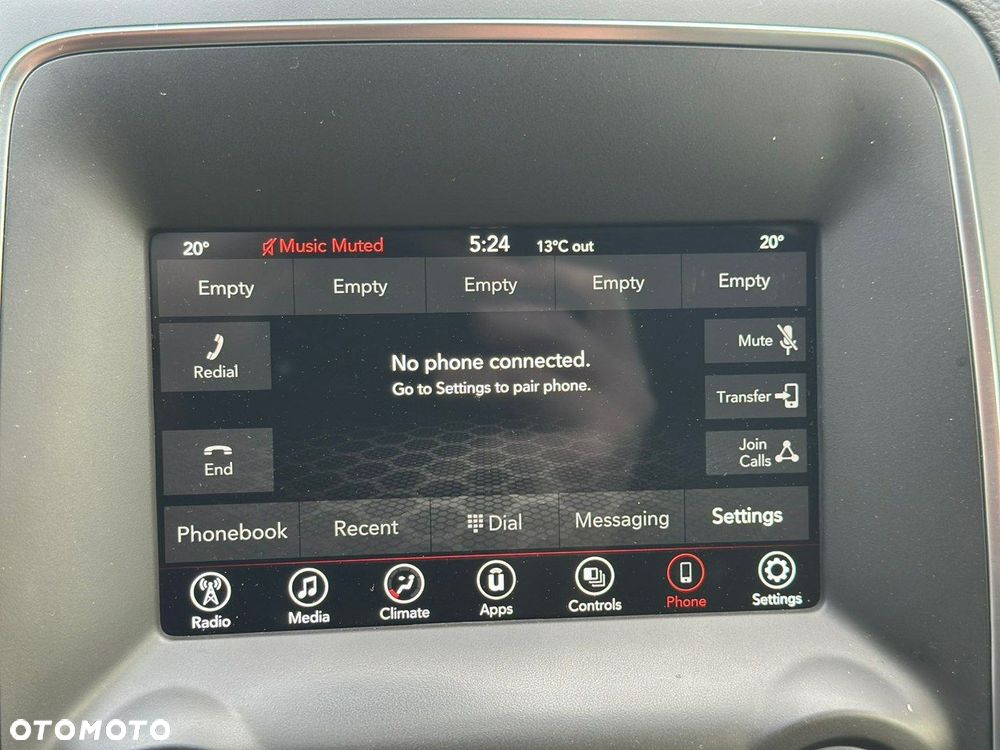 20° Music Muted 5:24 13°C out 20°
Empty Empty Empty Empty Empty
Redial
No phone connected.
Go to Settings to pair phone.
Mute
Transfer
End
Join
Calls
Phonebook Recent Dial Messaging Settings
Radio Media Climate Apps Controls Phone Settings
OTOMOTO